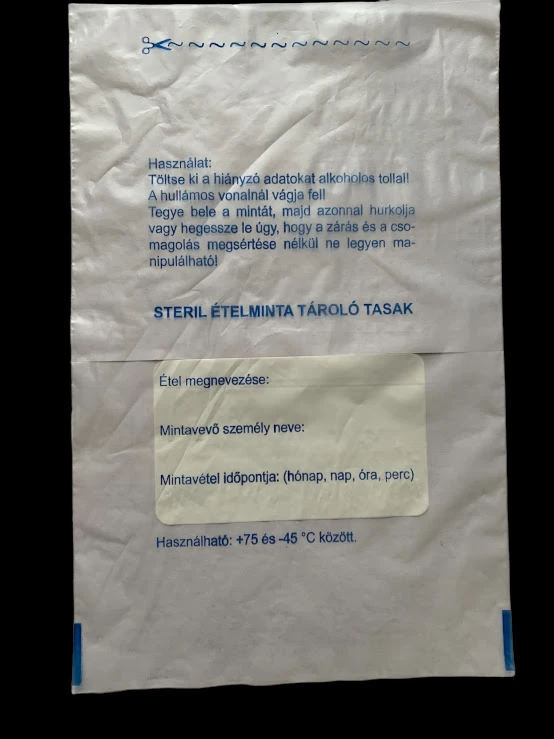 Használat:
Töltse ki a hiányzó adatokat alkoholos tollal!
A hullámos vonalnál vágja fel!
Tegye bele a mintát, majd azonnal hurkolja
vagy hegessze le úgy, hogy a zárás és a cso-
magolás megsértése nélkül ne legyen ma-
nipulálható!
STERIL ÉTELMINTA TÁROLÓ TASAK
Étel megnevezése:
Mintavevő személy neve:
Mintavétel időpontja: (hónap, nap, óra, perc)
Használható: +75 és -45 °C között.